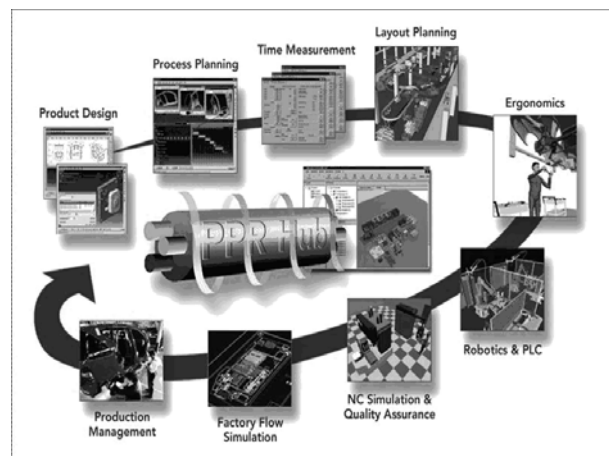 Layout Planning
Time Measurement
Process Planning
Ergonomics
Product Design
PPR Hub
Robotics & PLC
NC Simulation &
Quality Assurance
Factory Flow
Simulation
Production
Management